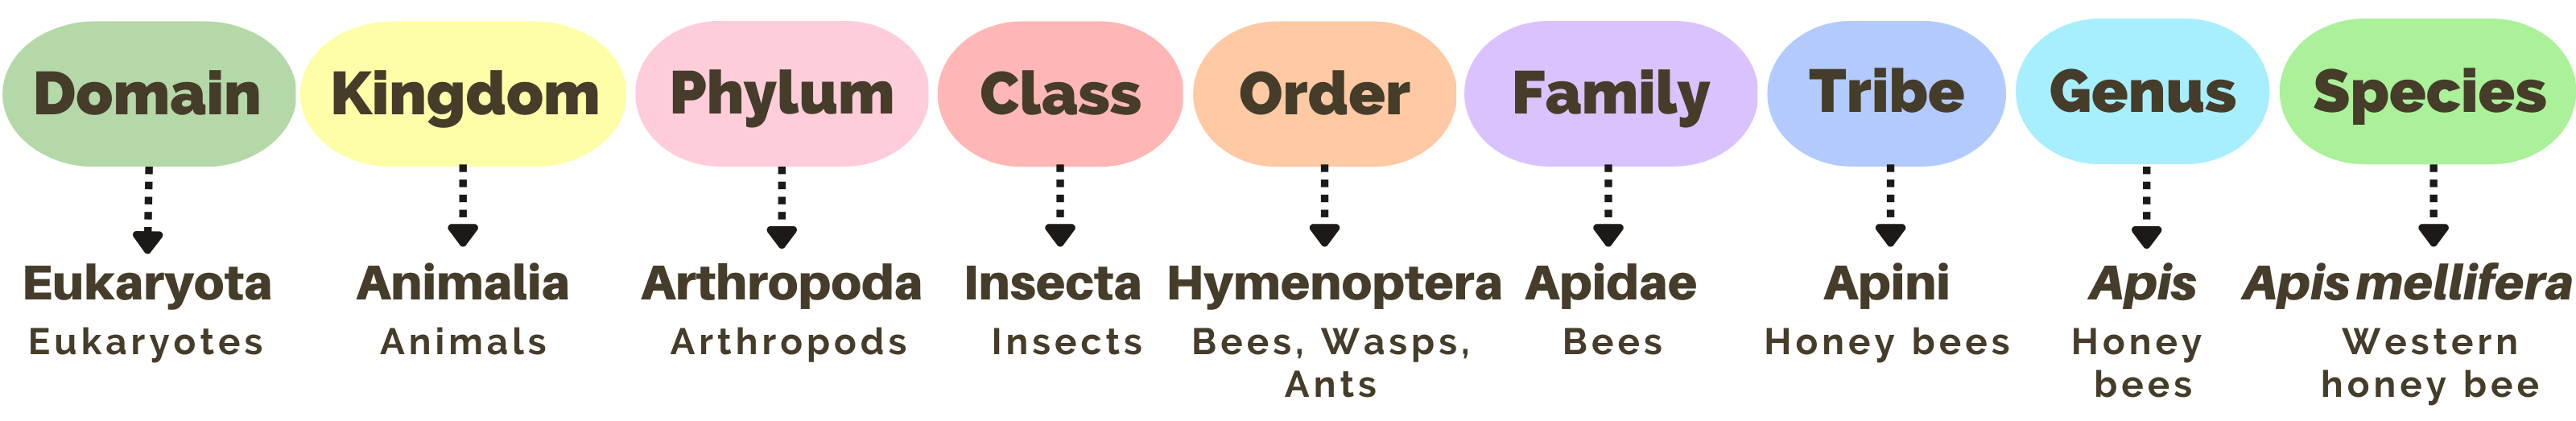 Domain Kingdom Phylum Class Order Family Tribe Genus Species
Eukaryota Animalia Arthropoda Insecta Hymenoptera Apidae Apini Apis Apis mellifera
Eukaryotes Animals Arthropods Insects Bees, Wasps, Bees Honey bees Honey Western
Ants bees honey bee